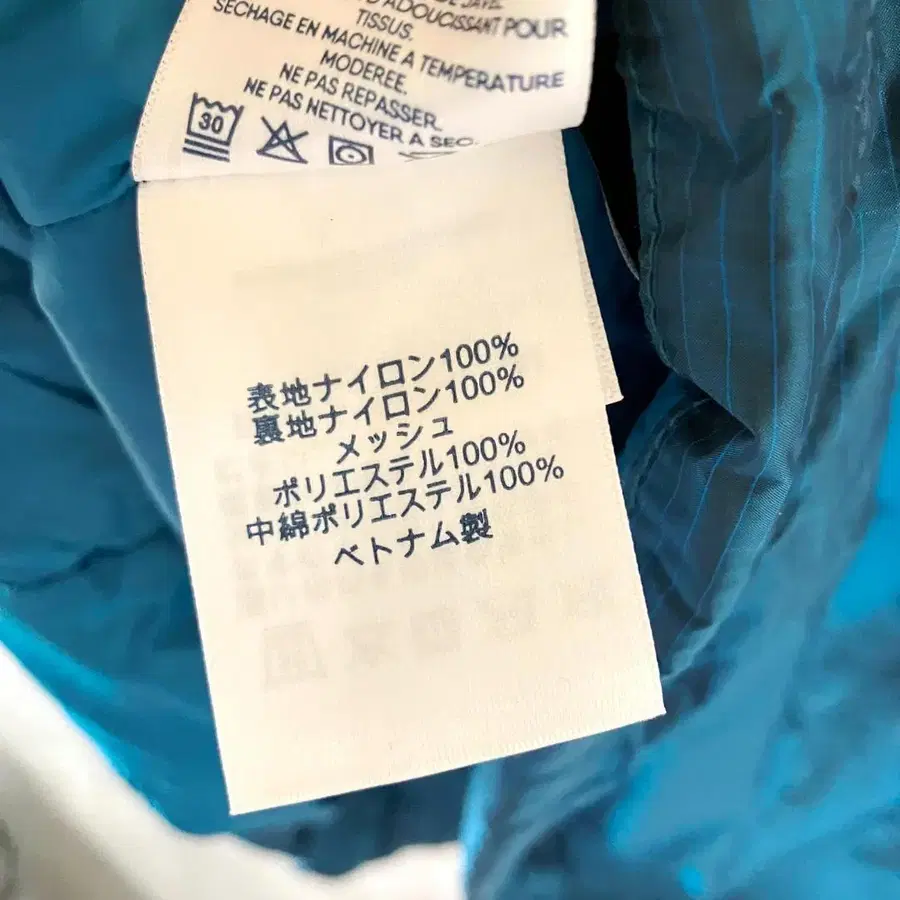 D'ADOUCISSANT POUR
TISSUS.
SECHAGE EN MACHINE A TEMPERATURE
MODEREE.
NE PAS REPASSER.
NE PAS NETTOYER A SEC.
30
表地ナイロン100%
裏地ナイロン100%
メッシュ
ポリエステル100%
中綿ポリエステル100%
ベトナム製